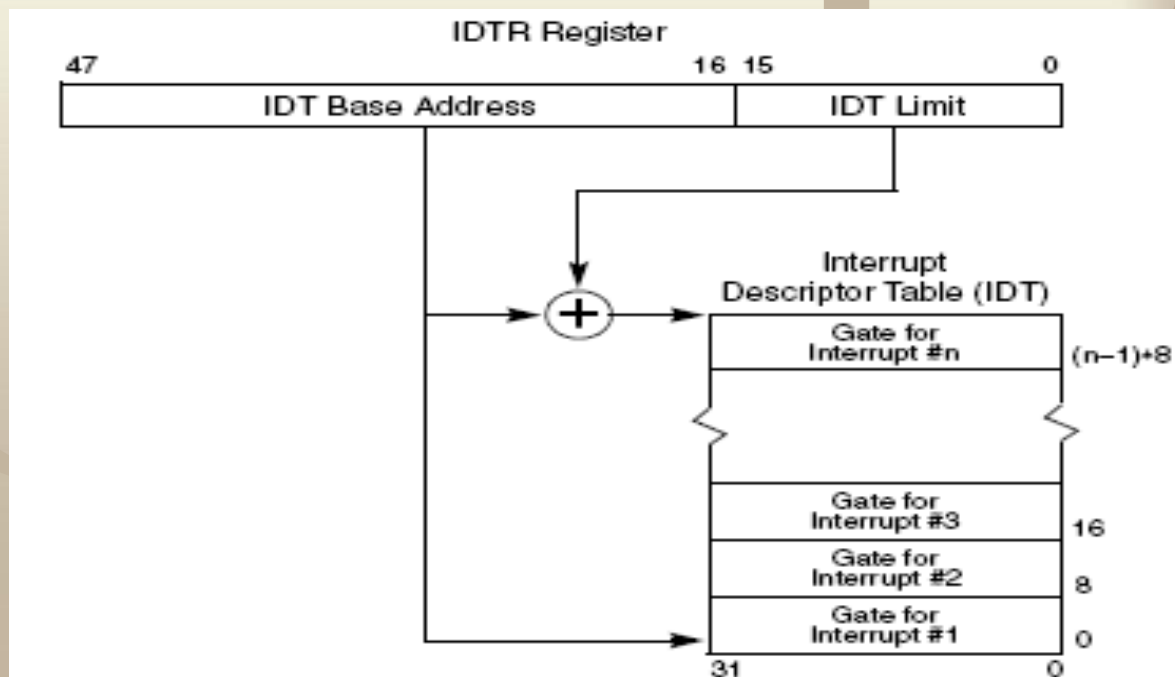 IDTR Register
47 16 15 0
IDT Base Address IDT Limit
+
Interrupt
Descriptor Table (IDT)
Gate for
Interrupt #n
(n−1)*8
Gate for
Interrupt #3
16
Gate for
Interrupt #2
8
Gate for
Interrupt #1
0
31 0